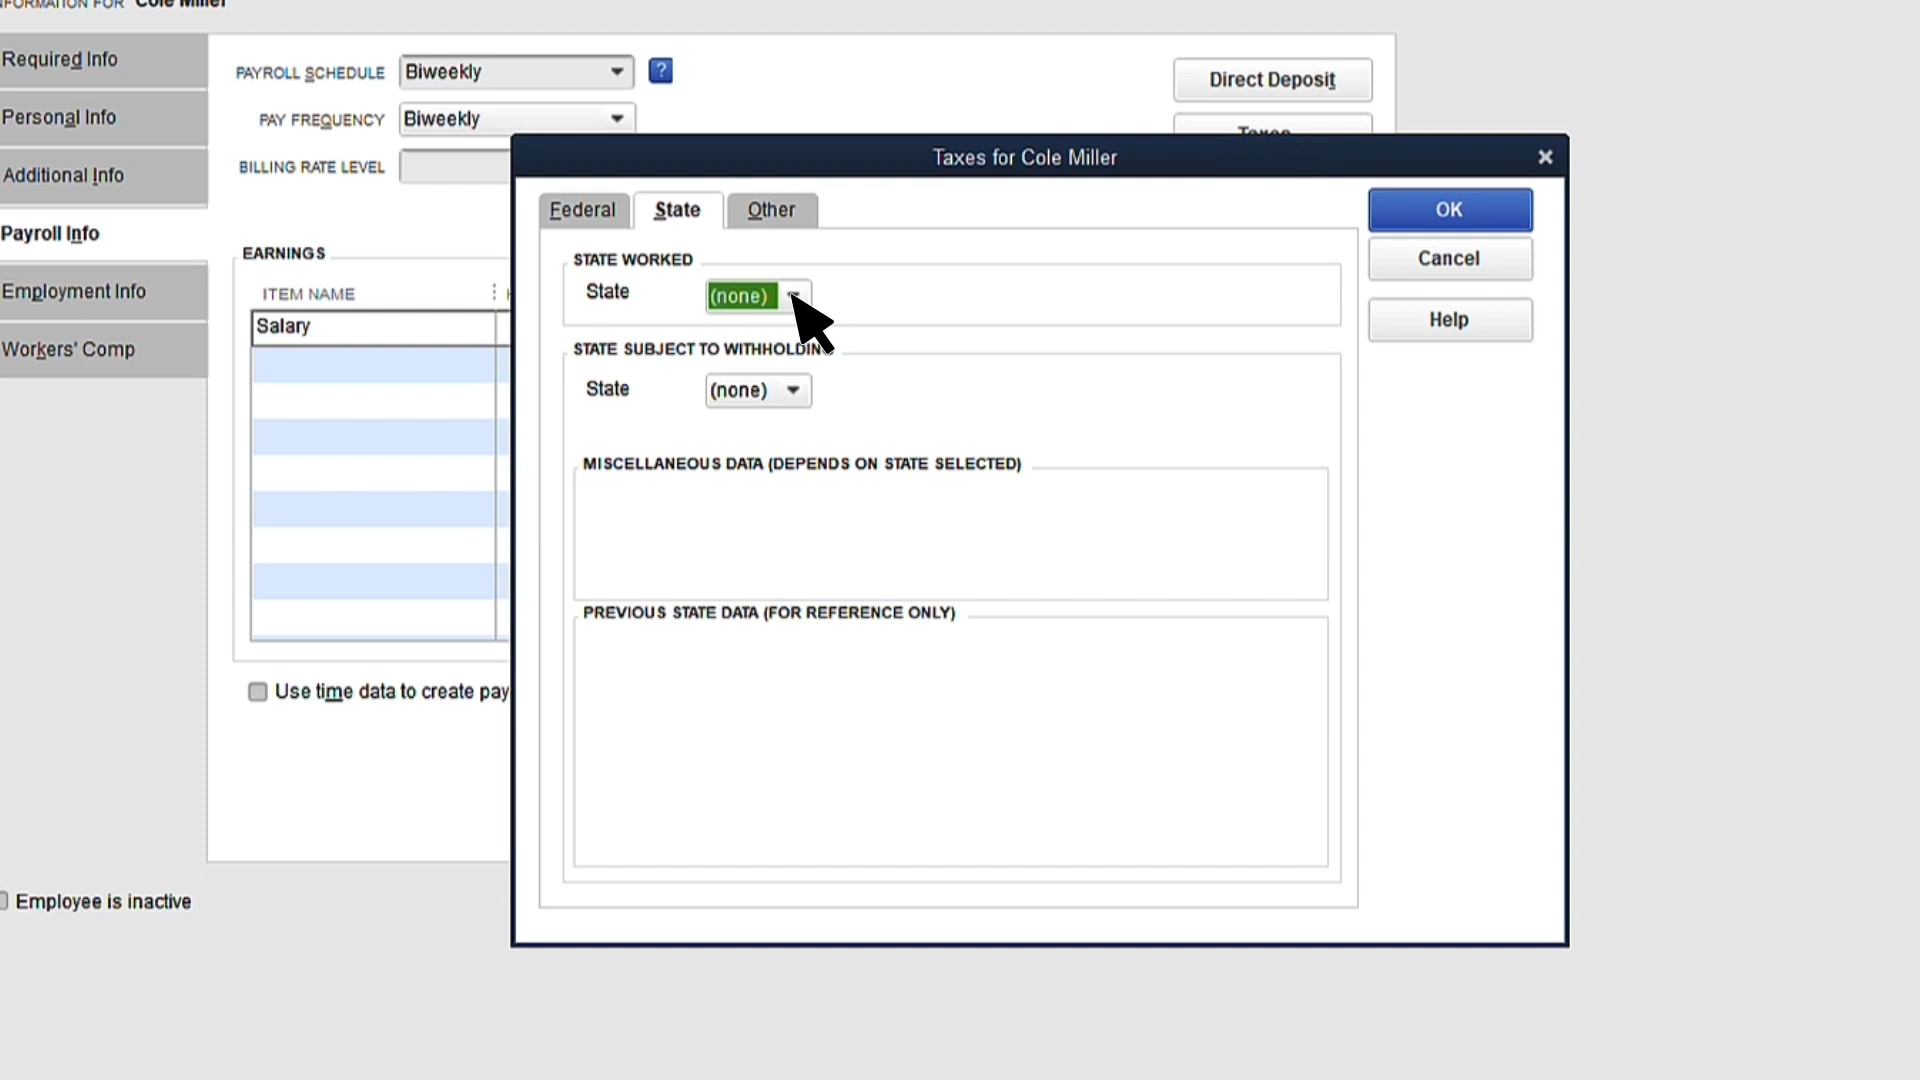 Cole Miller
Required Info
Personal Info
Additional Info
Payroll Info
Employment Info
Workers' Comp
Employee is inactive
PAYROLL SCHEDULE Biweekly ?
PAY FREQUENCY Biweekly
BILLING RATE LEVEL
Direct Deposit
Taxes
EARNINGS
ITEM NAME
Salary
Use time data to create pay
Taxes for Cole Miller
Federal State Other
OK
Cancel
Help
STATE WORKED
State (none)
STATE SUBJECT TO WITHHOLDIN
State (none)
MISCELLANEOUS DATA (DEPENDS ON STATE SELECTED)
PREVIOUS STATE DATA (FOR REFERENCE ONLY)